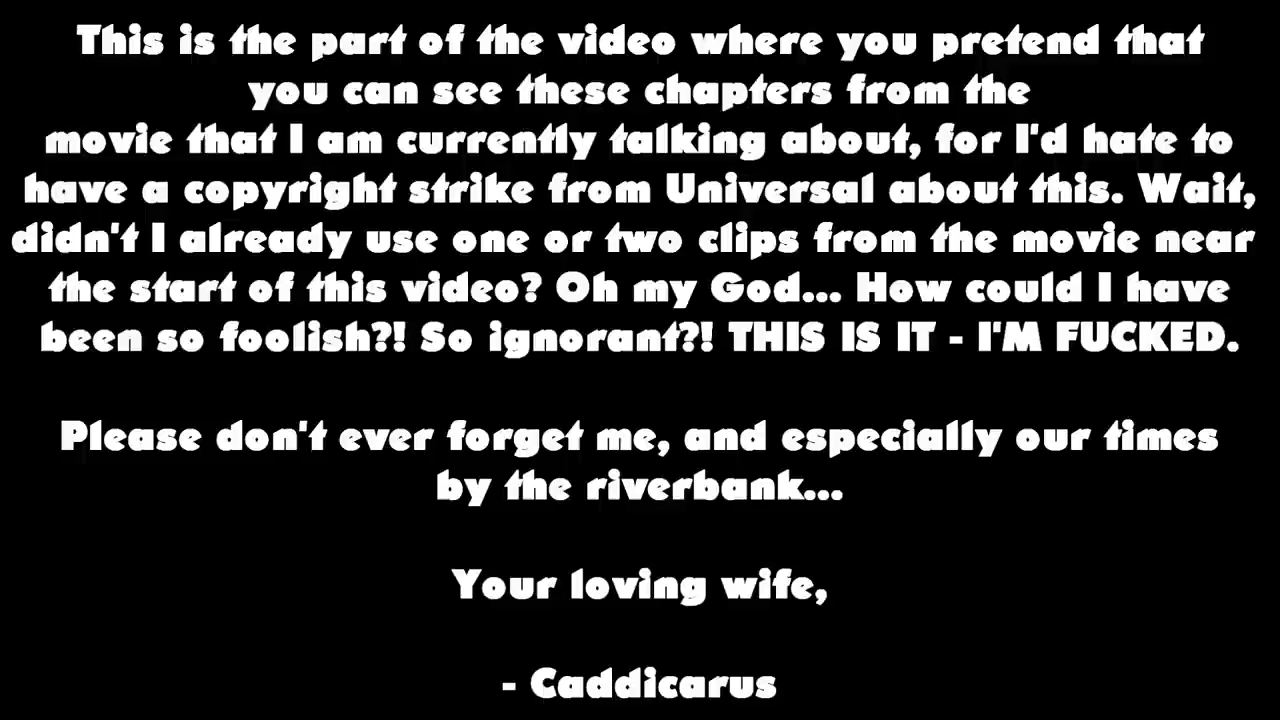 This is the part of the video where you pretend that
you can see these chapters from the
movie that I am currently talking about, for I'd hate to
have a copyright strike from Universal about this. Wait,
didn't I already use one or two clips from the movie near
the start of this video? Oh my God... How could I have
been so foolish?! So ignorant?! THIS IS IT - I'M FUCKED.
Please don't ever forget me, and especially our times
by the riverbank...
Your loving wife,
- Caddicarus